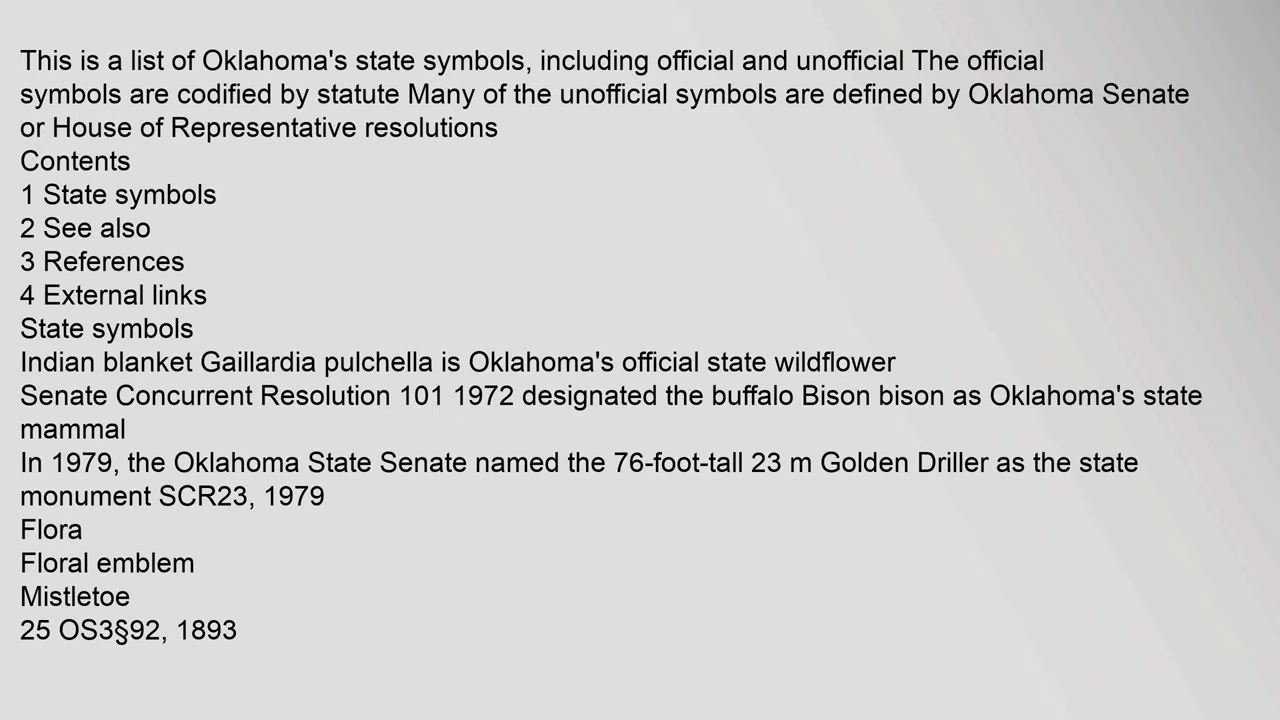 This is a list of Oklahoma's state symbols, including official and unofficial The official
symbols are codified by statute Many of the unofficial symbols are defined by Oklahoma Senate
or House of Representative resolutions
Contents
1 State symbols
2 See also
3 References
4 External links
State symbols
Indian blanket Gaillardia pulchella is Oklahoma's official state wildflower
Senate Concurrent Resolution 101 1972 designated the buffalo Bison bison as Oklahoma's state
mammal
In 1979, the Oklahoma State Senate named the 76-foot-tall 23 m Golden Driller as the state
monument SCR23, 1979
Flora
Floral emblem
Mistletoe
25 OS3§92, 1893